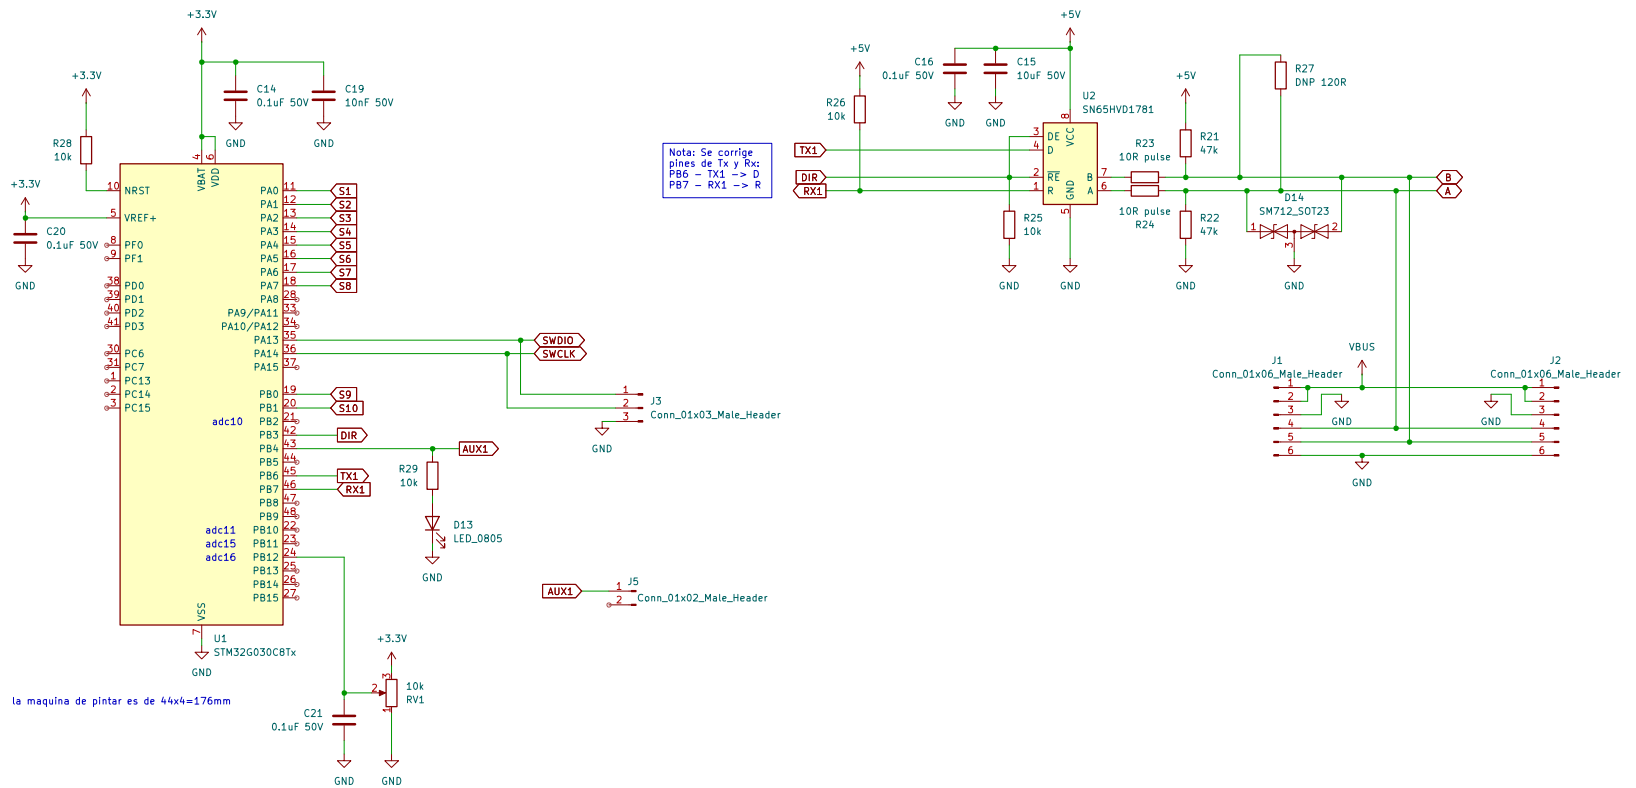 +3.3V
C14
0.1uF 50V
GND
C19
10nF 50V
GND
+3.3V
R28
10k
+3.3V
C20
0.1uF 50V
GND
4
6
VBAT
VDD
10 NRST
5 VREF+
8 PF0
9 PF1
38 PD0
39 PD1
40 PD2
41 PD3
30 PC6
31 PC7
1 PC13
2 PC14
3 PC15
PA0 11 S1
PA1 12 S2
PA2 13 S3
PA3 14 S4
PA4 15 S5
PA5 16 S6
PA6 17 S7
PA7 18 S8
PA8 28
PA9/PA11 33
PA10/PA12 34
PA13 35 SWDIO
PA14 36 SWCLK
PA15 37
PB0 19 S9
PB1 20 S10
adc10 PB2 21
PB3 42 DIR
PB4 43 AUX1
PB5 44
PB6 45 TX1
PB7 46 RX1
PB8 47
PB9 48
adc11 PB10 22
adc15 PB11 23
adc16 PB12 24
PB13 25
PB14 26
PB15 27
VSS
7
U1
STM32G030C8Tx
GND
R29
10k
D13
LED_0805
GND
1
2
3
J3
Conn_01x03_Male_Header
GND
AUX1
1
2
J5
Conn_01x02_Male_Header
+3.3V
3
2
1
10k
RV1
C21
0.1uF 50V
GND
GND
la maquina de pintar es de 44x4=176mm
Nota: Se corrige
pines de Tx y Rx:
PB6 - TX1 -> D
PB7 - RX1 -> R
+5V
R26
10k
TX1
DIR
RX1
+5V
C16
0.1uF 50V
GND
C15
10uF 50V
GND
U2
SN65HVD1781
8
VCC
3 DE
4 D
2 RE
1 R
B 7
A 6
GND
5
R25
10k
GND
GND
R23
10R pulse
10R pulse
R24
+5V
R21
47k
R22
47k
GND
R27
DNP 120R
D14
SM712_SOT23
1
2
3
GND
B
A
J1
Conn_01x06_Male_Header
1
2
3
4
5
6
GND
VBUS
GND
J2
Conn_01x06_Male_Header
1
2
3
4
5
6
GND